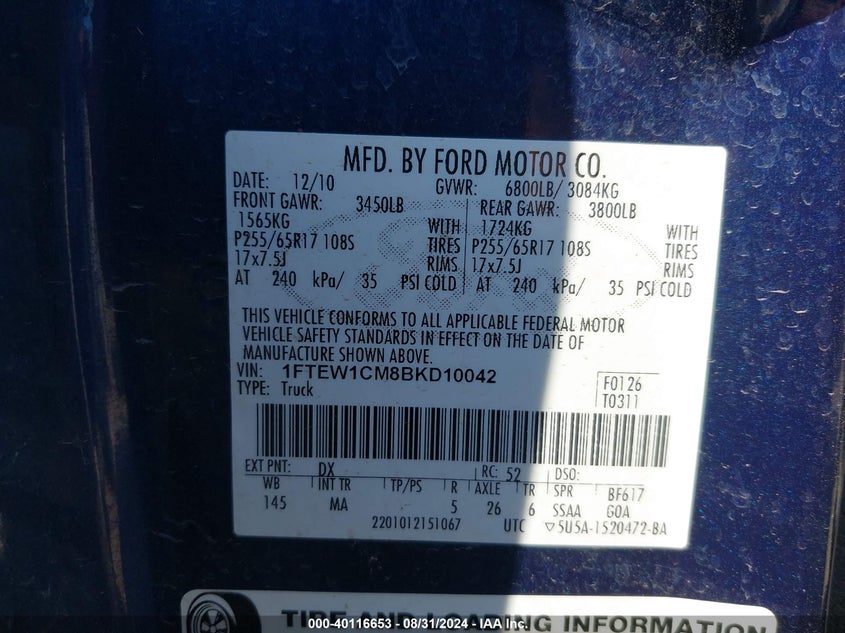 MFD. BY FORD MOTOR CO.
DATE: 12/10 GVWR: 6800LB/ 3084KG
FRONT GAWR: 3450LB REAR GAWR: 3800LB
1565KG WITH 1724KG WITH
P255/65R17 108S TIRES P255/65R17 108S TIRES
17x7.5J RIMS 17x7.5J RIMS
AT 240 kPa/ 35 PSI COLD AT 240 kPa/ 35 PSI COLD
THIS VEHICLE CONFORMS TO ALL APPLICABLE FEDERAL MOTOR
VEHICLE SAFETY STANDARDS IN EFFECT ON THE DATE OF
MANUFACTURE SHOWN ABOVE.
VIN: 1FTEW1CM8BKD10042
TYPE: Truck
F0126
T0311
EXT PNT: DX RC: 52 DSO:
WB INT TR TP/PS R AXLE TR SPR BF617
145 MA 5 26 6 SSAA GOA
2201012151067 UTC ▽5U5A-1520472-BA
TIRE AND LOADING INFORMATION
000-40116653 - 08/31/2024 - IAA Inc.